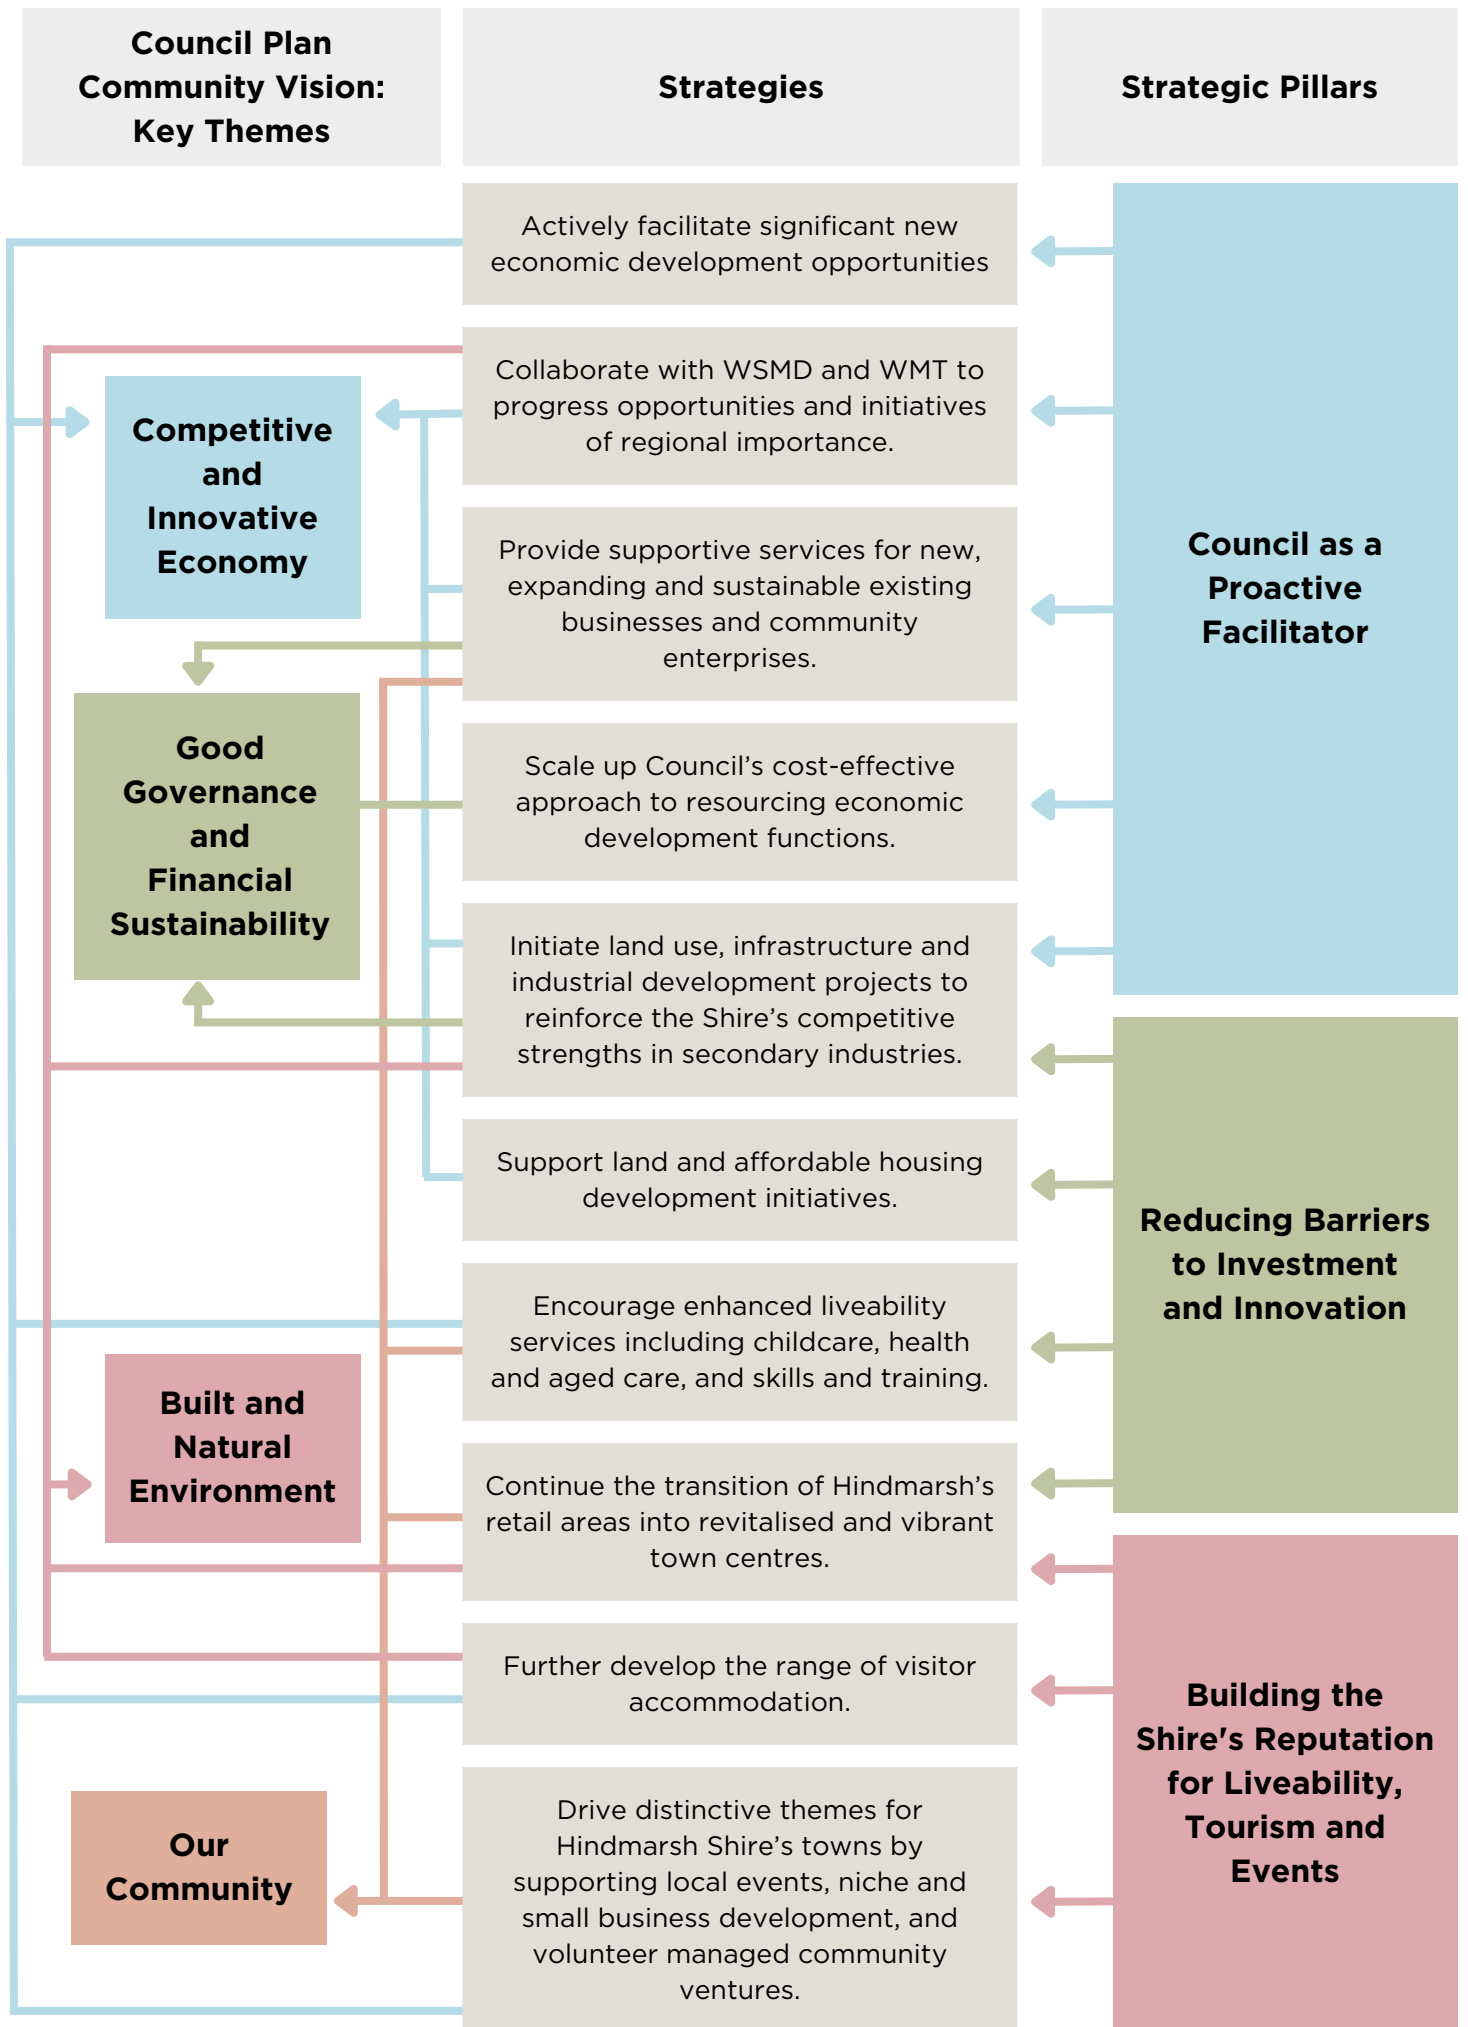 Council Plan
Community Vision:
Key Themes
Strategies
Strategic Pillars
Actively facilitate significant new
economic development opportunities
Collaborate with WSMD and WMT to
progress opportunities and initiatives
of regional importance.
Provide supportive services for new,
expanding and sustainable existing
businesses and community
enterprises.
Scale up Council’s cost-effective
approach to resourcing economic
development functions.
Initiate land use, infrastructure and
industrial development projects to
reinforce the Shire’s competitive
strengths in secondary industries.
Support land and affordable housing
development initiatives.
Encourage enhanced liveability
services including childcare, health
and aged care, and skills and training.
Continue the transition of Hindmarsh’s
retail areas into revitalised and vibrant
town centres.
Further develop the range of visitor
accommodation.
Drive distinctive themes for
Hindmarsh Shire’s towns by
supporting local events, niche and
small business development, and
volunteer managed community
ventures.
Competitive
and
Innovative
Economy
Good
Governance
and
Financial
Sustainability
Built and
Natural
Environment
Our
Community
Council as a
Proactive
Facilitator
Reducing Barriers
to Investment
and Innovation
Building the
Shire's Reputation
for Liveability,
Tourism and
Events